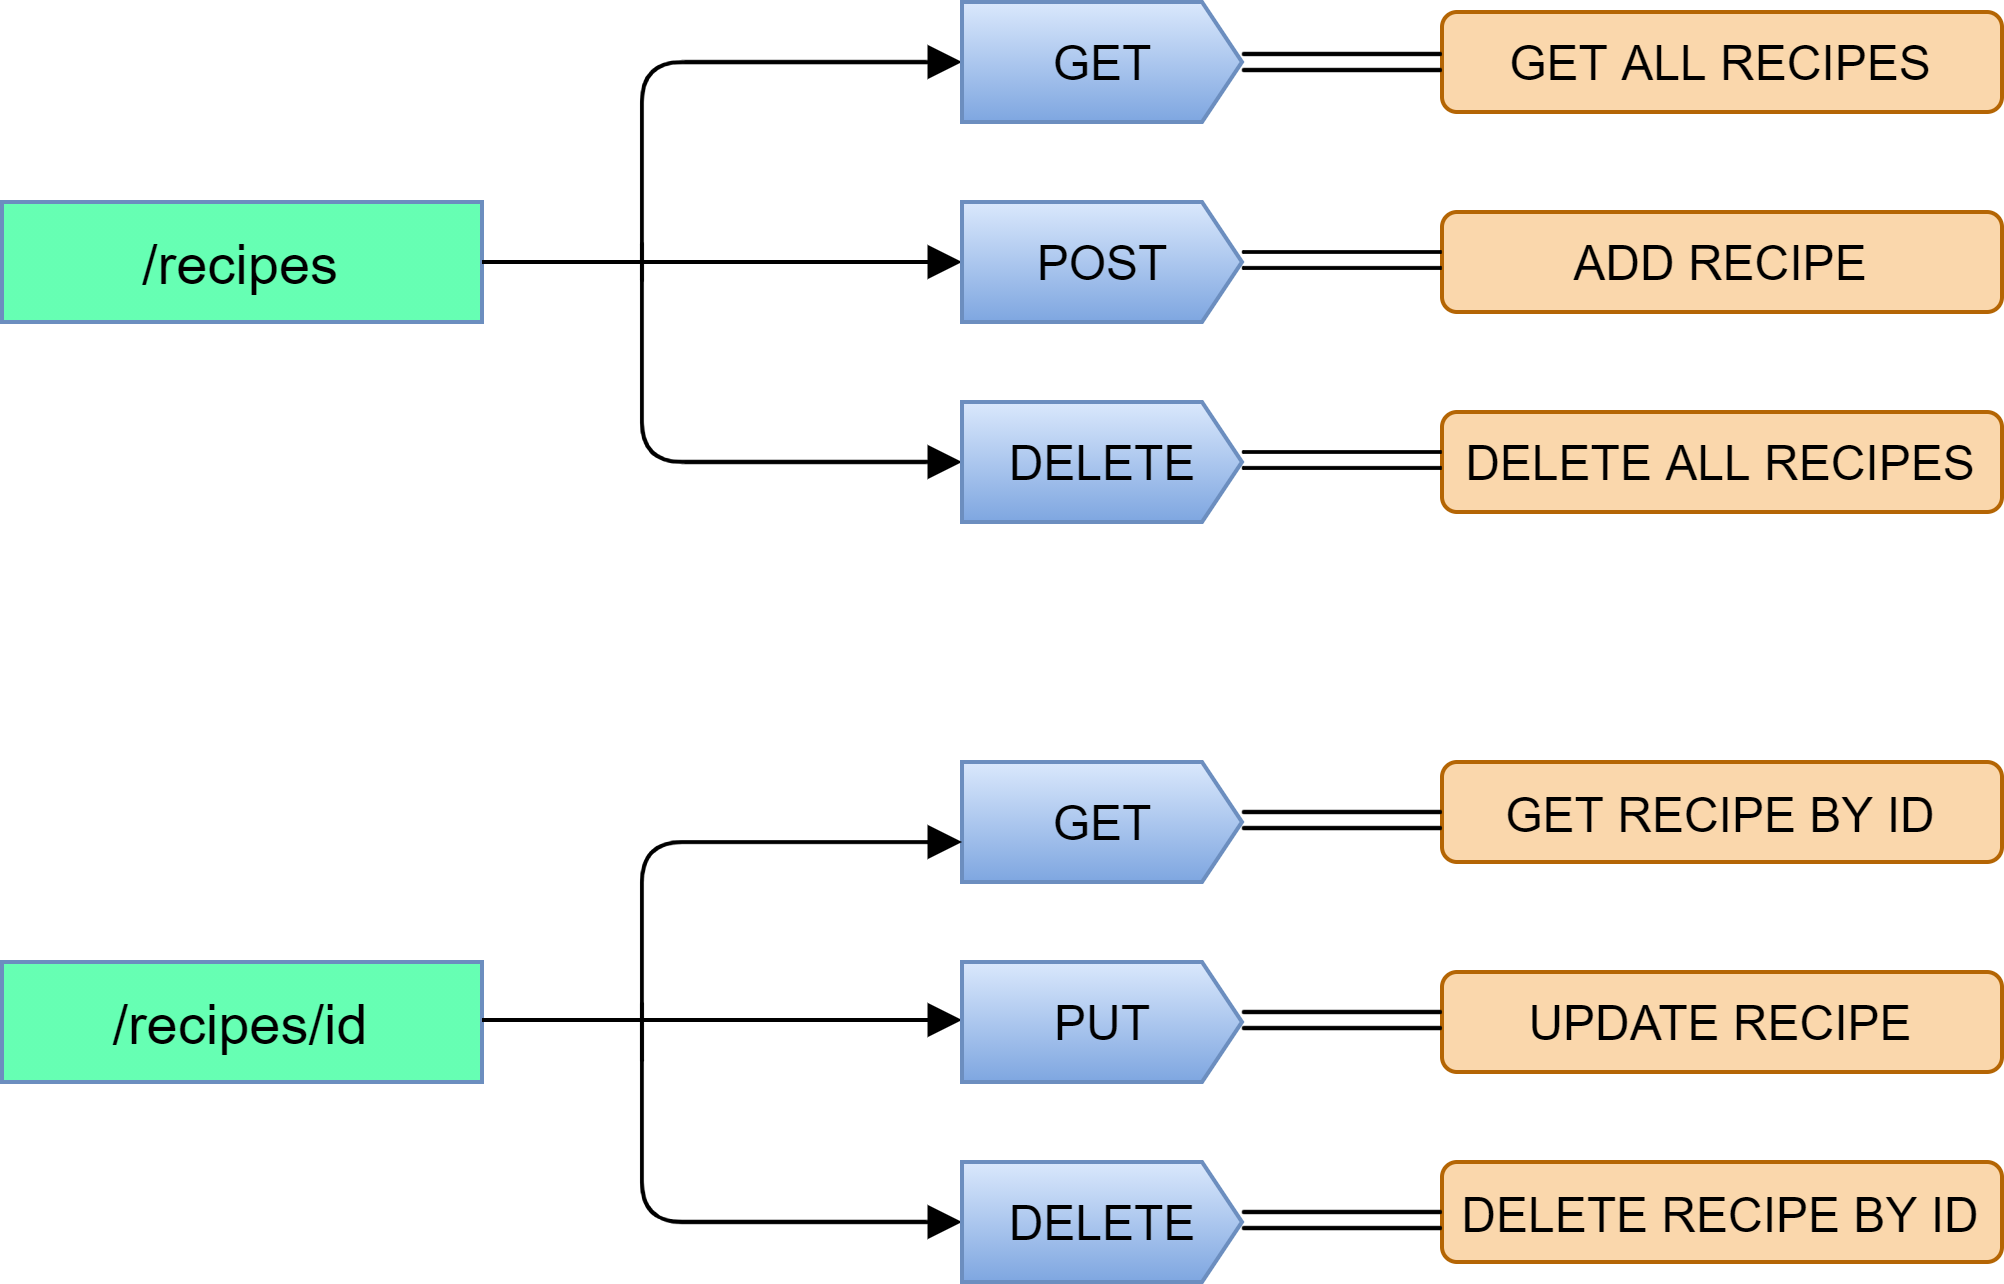 /recipes
GET
GET ALL RECIPES
POST
ADD RECIPE
DELETE
DELETE ALL RECIPES
/recipes/id
GET
GET RECIPE BY ID
PUT
UPDATE RECIPE
DELETE
DELETE RECIPE BY ID